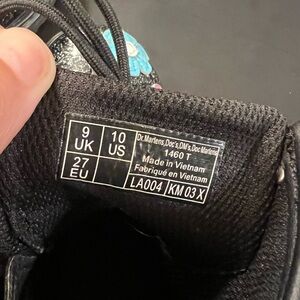 9 UK
10 US
27 EU
Dr.Martens,Doc's,DM's,Doc Martens
1460 T
Made in Vietnam
Fabriqué en Vietnam
LA004
KM 03 X